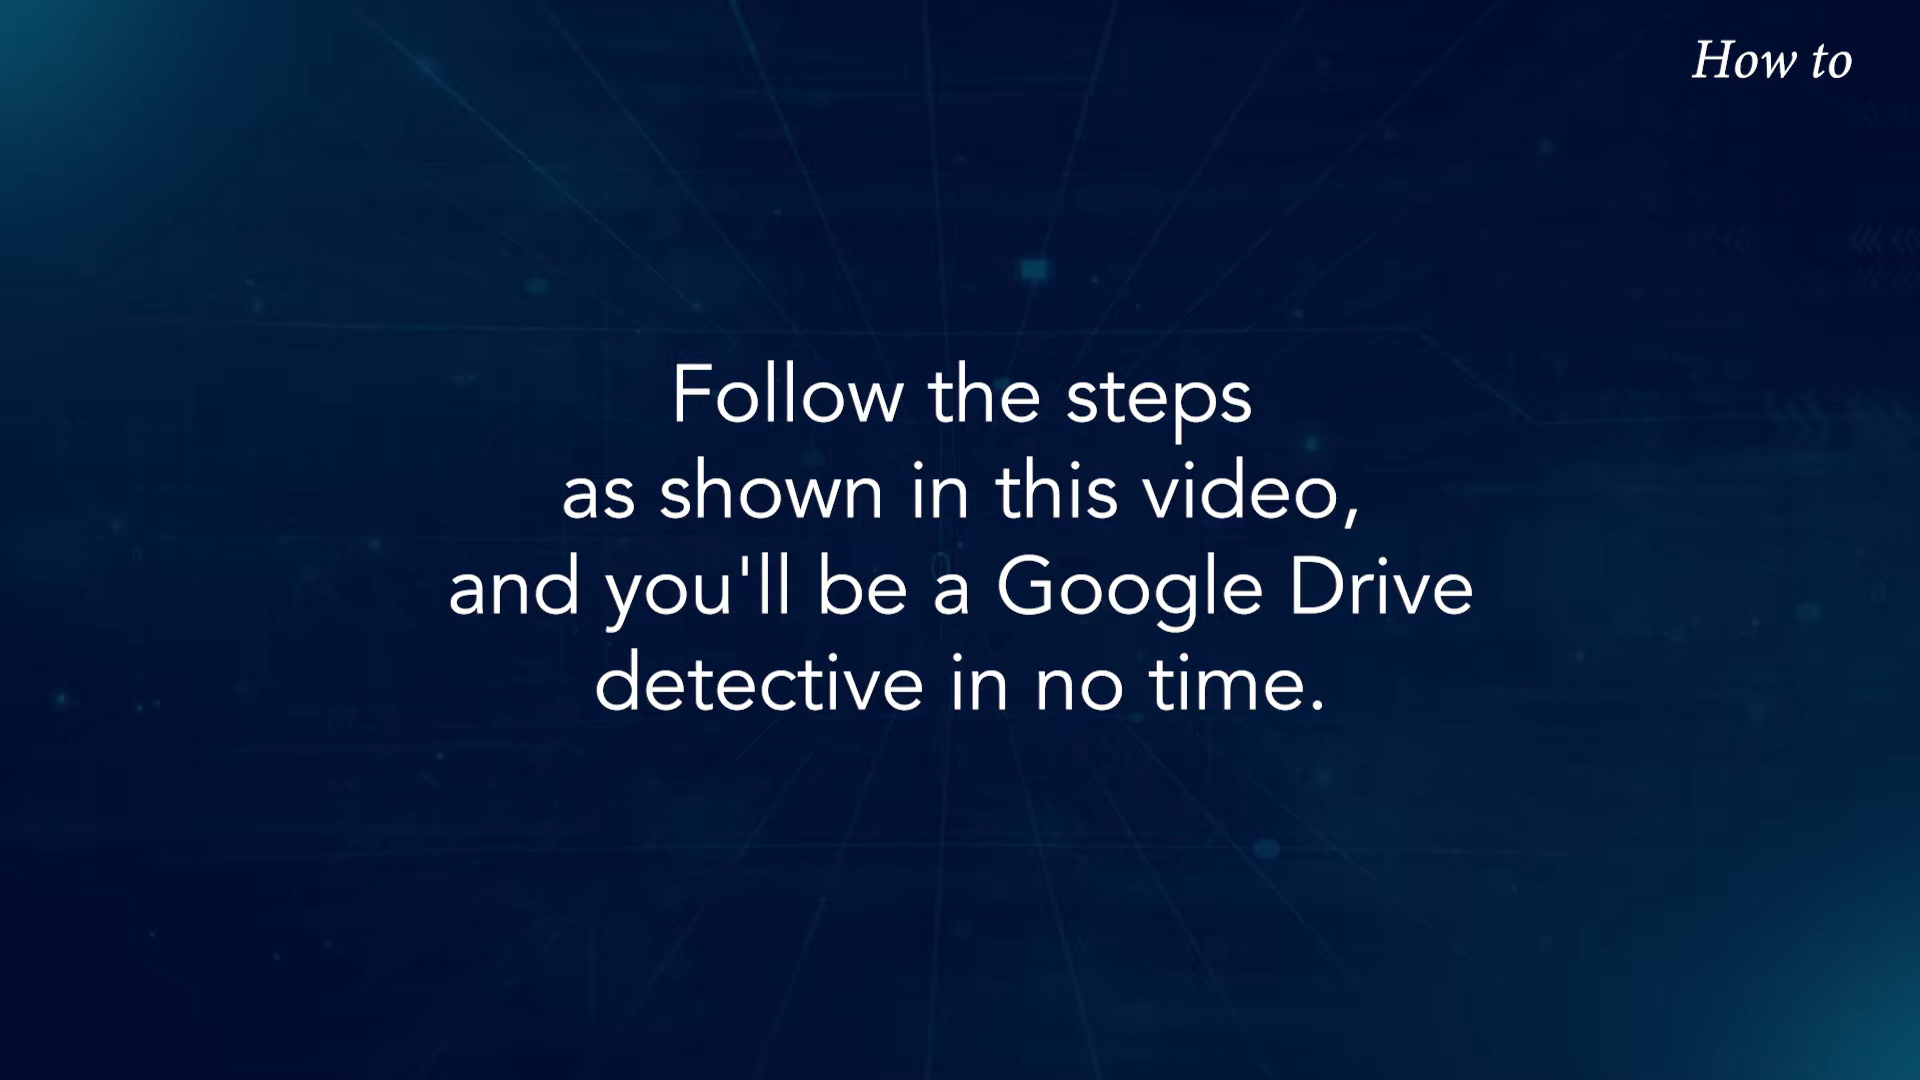 How to
Follow the steps
as shown in this video,
and you'll be a Google Drive
detective in no time.